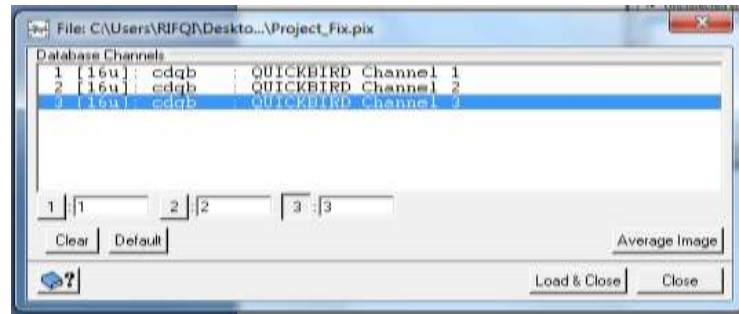 File: C:\Users\RIFQI\Deskto...\Project_Fix.pix
Database Channels
1 [16u]: cdqb : QUICKBIRD Channel 1
2 [16u]: cdqb : QUICKBIRD Channel 2
3 [16u]: cdqb : QUICKBIRD Channel 3
1 :1 2 :2 3 :3
Clear Default Average Image
? Load & Close Close